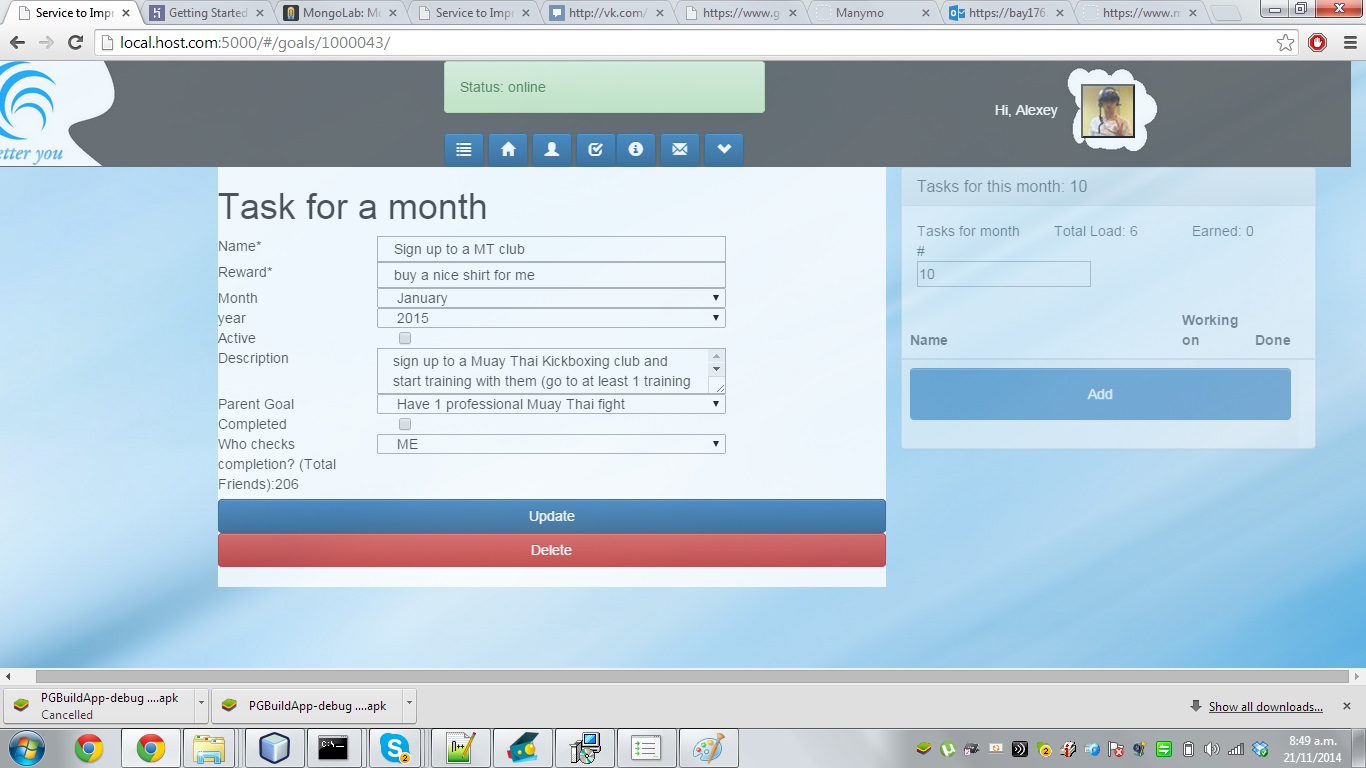 Service to Impr
Getting Started
MongoLab: M
Service to Impr
http://vk.com/
https://www.g
Manymo
https://bay176.
https://www.m
local.host.com:5000/#/goals/1000043/
etter you
Status: online
Hi, Alexey
Task for a month
Name* Sign up to a MT club
Reward* buy a nice shirt for me
Month January
year 2015
Active
Description sign up to a Muay Thai Kickboxing club and
start training with them (go to at least 1 training
Parent Goal Have 1 professional Muay Thai fight
Completed
Who checks ME
completion? (Total
Friends):206
Update
Delete
Tasks for this month: 10
Tasks for month Total Load: 6 Earned: 0
#
10
Working
Name on Done
Add
PGBuildApp-debug ....apk
Cancelled
PGBuildApp-debug ....apk
Show all downloads...
8:49 a.m.
21/11/2014